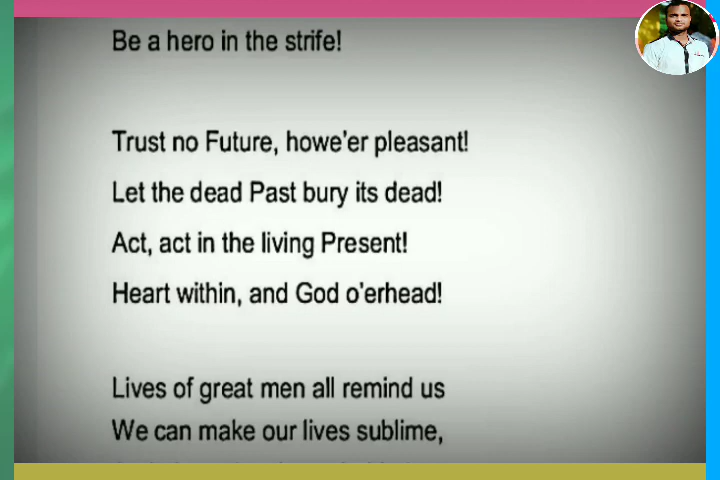 Be a hero in the strife!
Trust no Future, howe'er pleasant!
Let the dead Past bury its dead!
Act, act in the living Present!
Heart within, and God o'erhead!
Lives of great men all remind us
We can make our lives sublime,